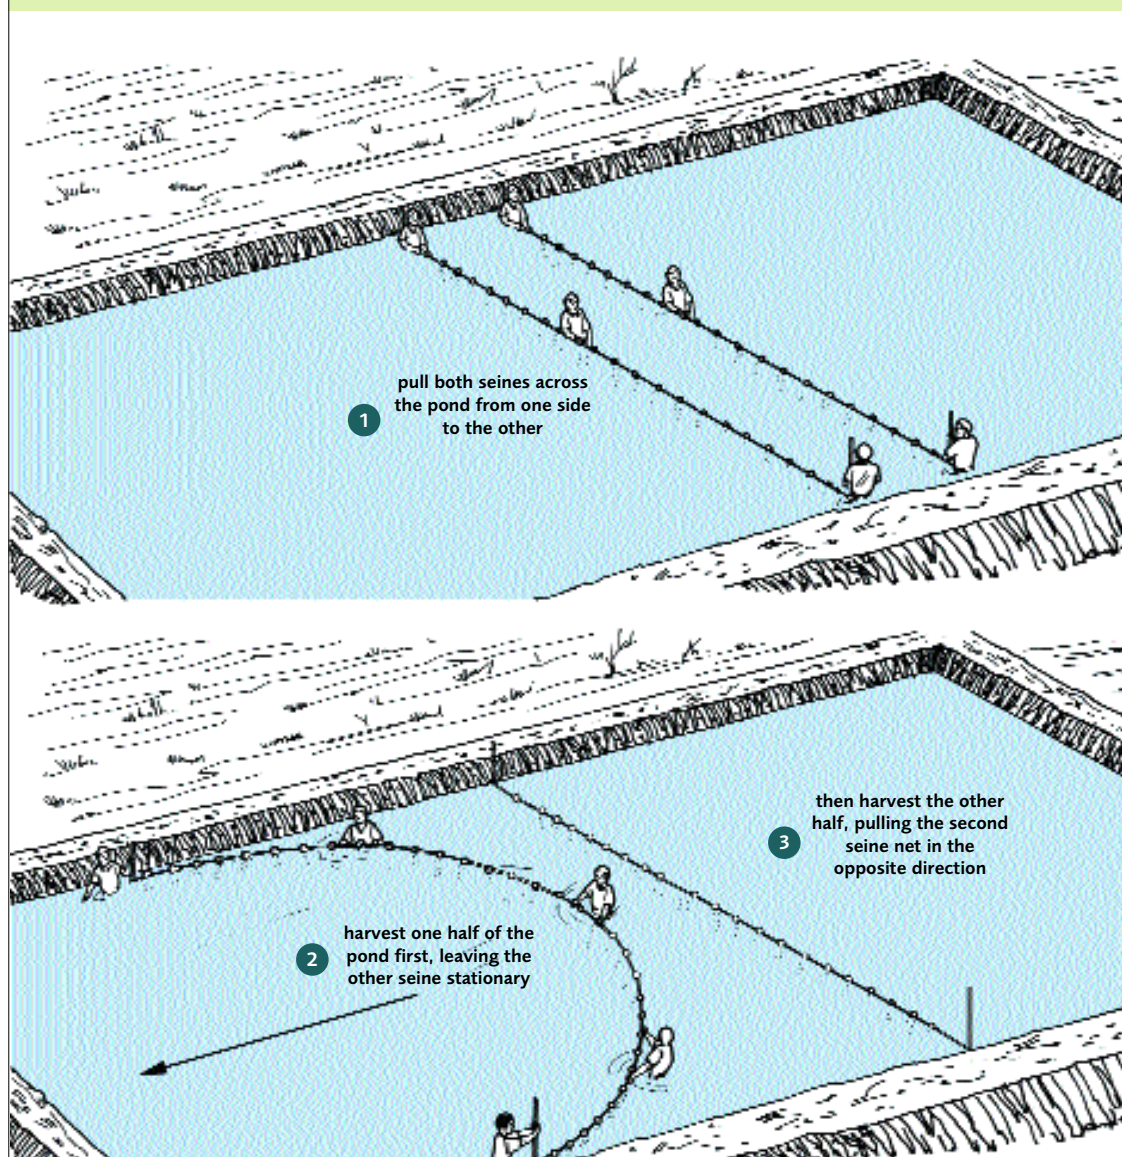 1
pull both seines across
the pond from one side
to the other
2
harvest one half of the
pond first, leaving the
other seine stationary
3
then harvest the other
half, pulling the second
seine net in the
opposite direction